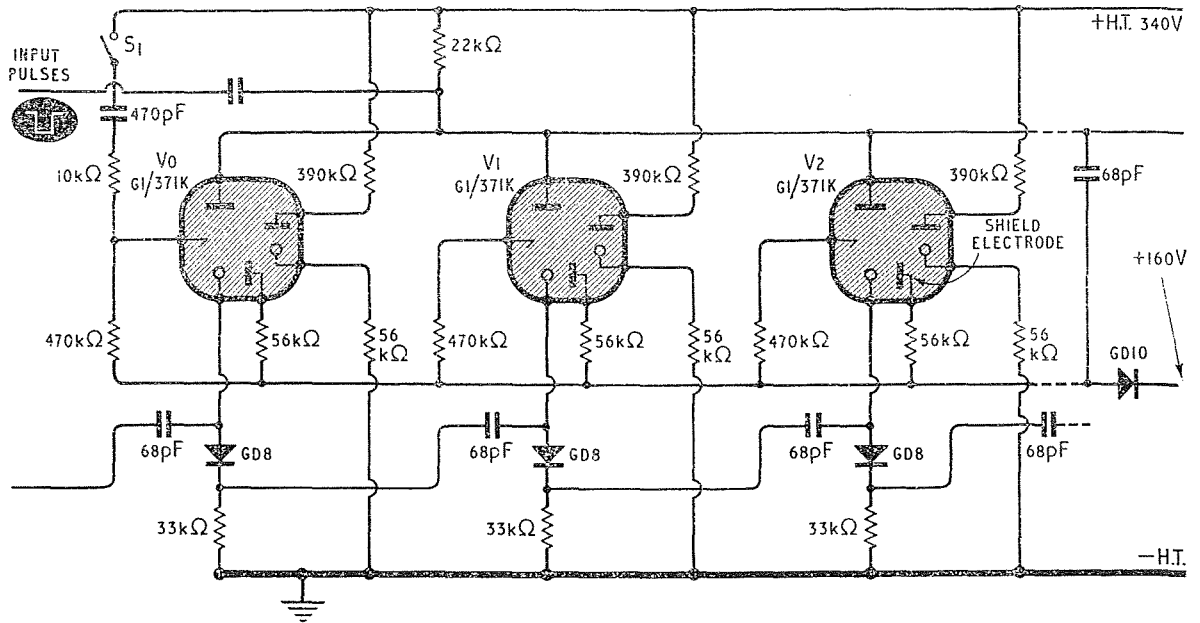 +H.T. 340V
S1
INPUT
PULSES
22kΩ
470pF
10kΩ
V0
G1/371K
390kΩ
V1
G1/371K
390kΩ
V2
G1/371K
390kΩ
68pF
SHIELD
ELECTRODE
+160V
470kΩ
56kΩ
56
kΩ
470kΩ
56kΩ
56
kΩ
470kΩ
56kΩ
56
kΩ
GD10
68pF
GD8
68pF
GD8
68pF
GD8
68pF
33kΩ
33kΩ
33kΩ
−H.T.